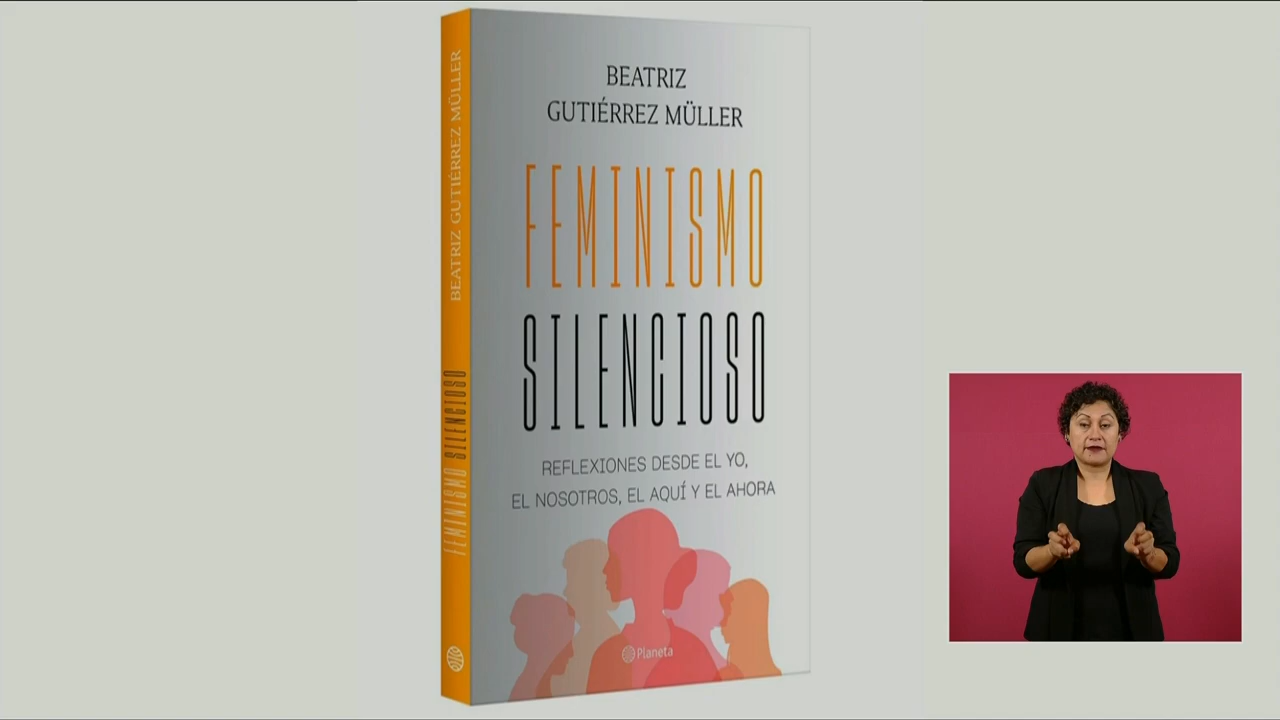 BEATRIZ
GUTIÉRREZ MÜLLER
FEMINISMO
SILENCIOSO
REFLEXIONES DESDE EL YO,
EL NOSOTROS, EL AQUÍ Y EL AHORA
Planeta
BEATRIZ GUTIÉRREZ MÜLLER
FEMINISMO SILENCIOSO